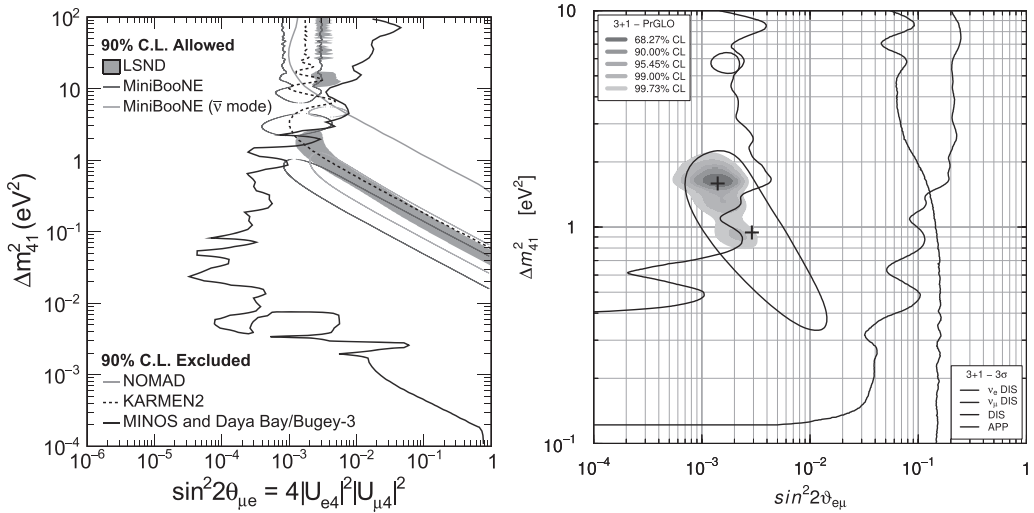 90% C.L. Allowed
LSND
MiniBooNE
MiniBooNE (ν̅ mode)
90% C.L. Excluded
NOMAD
KARMEN2
MINOS and Daya Bay/Bugey-3
10²
10
1
10⁻¹
10⁻²
10⁻³
10⁻⁴
Δm²₄₁ (eV²)
10⁻⁶ 10⁻⁵ 10⁻⁴ 10⁻³ 10⁻² 10⁻¹ 1
sin²2θμe = 4|Ue4|²|Uμ4|²
3+1 − PrGLO
68.27% CL
90.00% CL
95.45% CL
99.00% CL
99.73% CL
3+1 − 3σ
νe DIS
νμ DIS
DIS
APP
10
1
10⁻¹
Δm²₄₁ [eV²]
10⁻⁴ 10⁻³ 10⁻² 10⁻¹ 1
sin²2ϑeμ